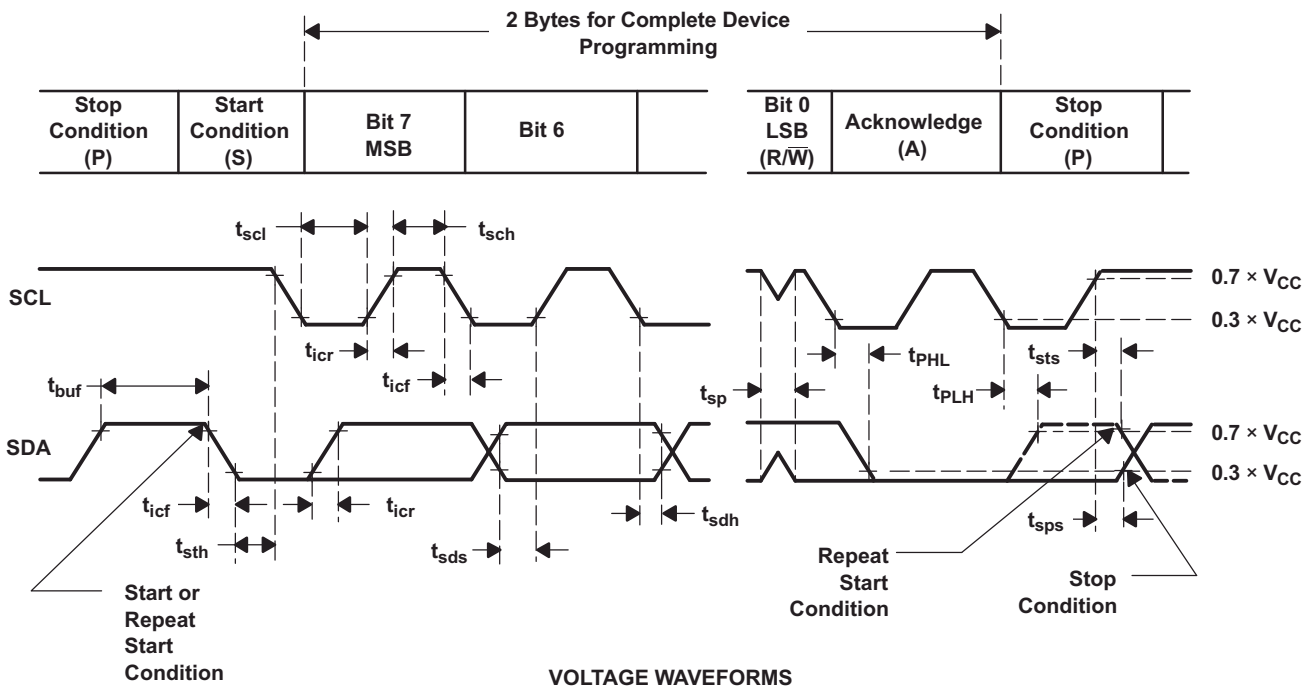 2 Bytes for Complete Device
Programming
Stop
Condition
(P)
Start
Condition
(S)
Bit 7
MSB
Bit 6
Bit 0
LSB
(R/W̅)
Acknowledge
(A)
Stop
Condition
(P)
tscl
tsch
SCL
0.7 × VCC
0.3 × VCC
ticr
ticf
tbuf
tPHL
tsts
tsp
tPLH
SDA
0.7 × VCC
0.3 × VCC
ticf
ticr
tsth
tsds
tsdh
tsps
Start or
Repeat
Start
Condition
Repeat
Start
Condition
Stop
Condition
VOLTAGE WAVEFORMS